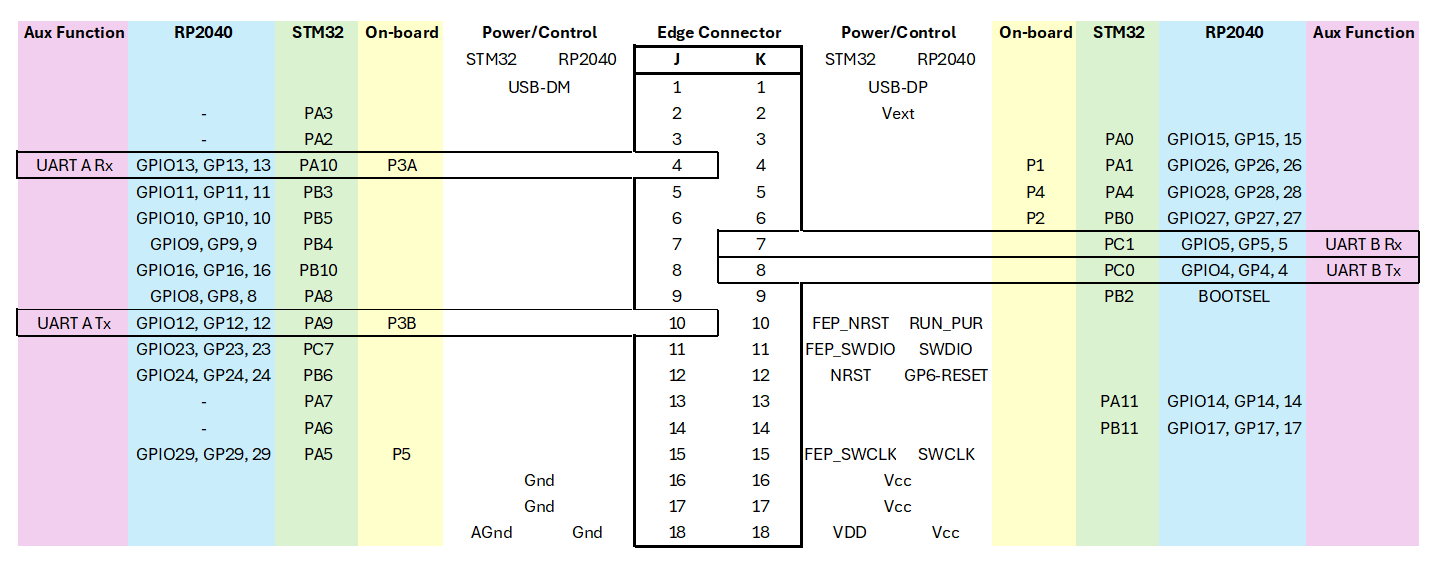 Aux Function RP2040 STM32 On-board Power/Control Edge Connector Power/Control On-board STM32 RP2040 Aux Function
STM32 RP2040 J K STM32 RP2040
USB-DM 1 1 USB-DP
- PA3 2 2 Vext
- PA2 3 3 PA0 GPIO15, GP15, 15
UART A Rx GPIO13, GP13, 13 PA10 P3A 4 4 P1 PA1 GPIO26, GP26, 26
GPIO11, GP11, 11 PB3 5 5 P4 PA4 GPIO28, GP28, 28
GPIO10, GP10, 10 PB5 6 6 P2 PB0 GPIO27, GP27, 27
GPIO9, GP9, 9 PB4 7 7 PC1 GPIO5, GP5, 5 UART B Rx
GPIO16, GP16, 16 PB10 8 8 PC0 GPIO4, GP4, 4 UART B Tx
GPIO8, GP8, 8 PA8 9 9 PB2 BOOTSEL
UART A Tx GPIO12, GP12, 12 PA9 P3B 10 10 FEP_NRST RUN_PUR
GPIO23, GP23, 23 PC7 11 11 FEP_SWDIO SWDIO
GPIO24, GP24, 24 PB6 12 12 NRST GP6-RESET
- PA7 13 13 PA11 GPIO14, GP14, 14
- PA6 14 14 PB11 GPIO17, GP17, 17
GPIO29, GP29, 29 PA5 P5 15 15 FEP_SWCLK SWCLK
Gnd 16 16 Vcc
Gnd 17 17 Vcc
AGnd Gnd 18 18 VDD Vcc